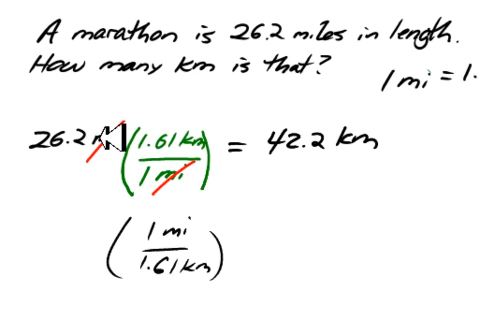 A marathon is 26.2 miles in length.
How many km is that?
1 mi = 1.
26.2 (1.61 km / 1 mi) = 42.2 km
(1 mi / 1.61 km)